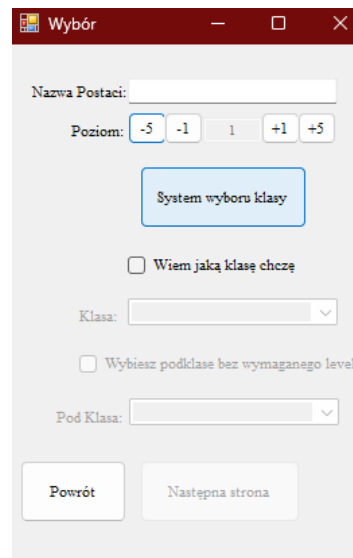 Wybór
Nazwa Postaci:
Poziom: -5 -1 1 +1 +5
System wyboru klasy
Wiem jaką klasę chczę
Klasa:
Wybiesz podklase bez wymaganego level
Pod Klasa:
Powrót Następna strona